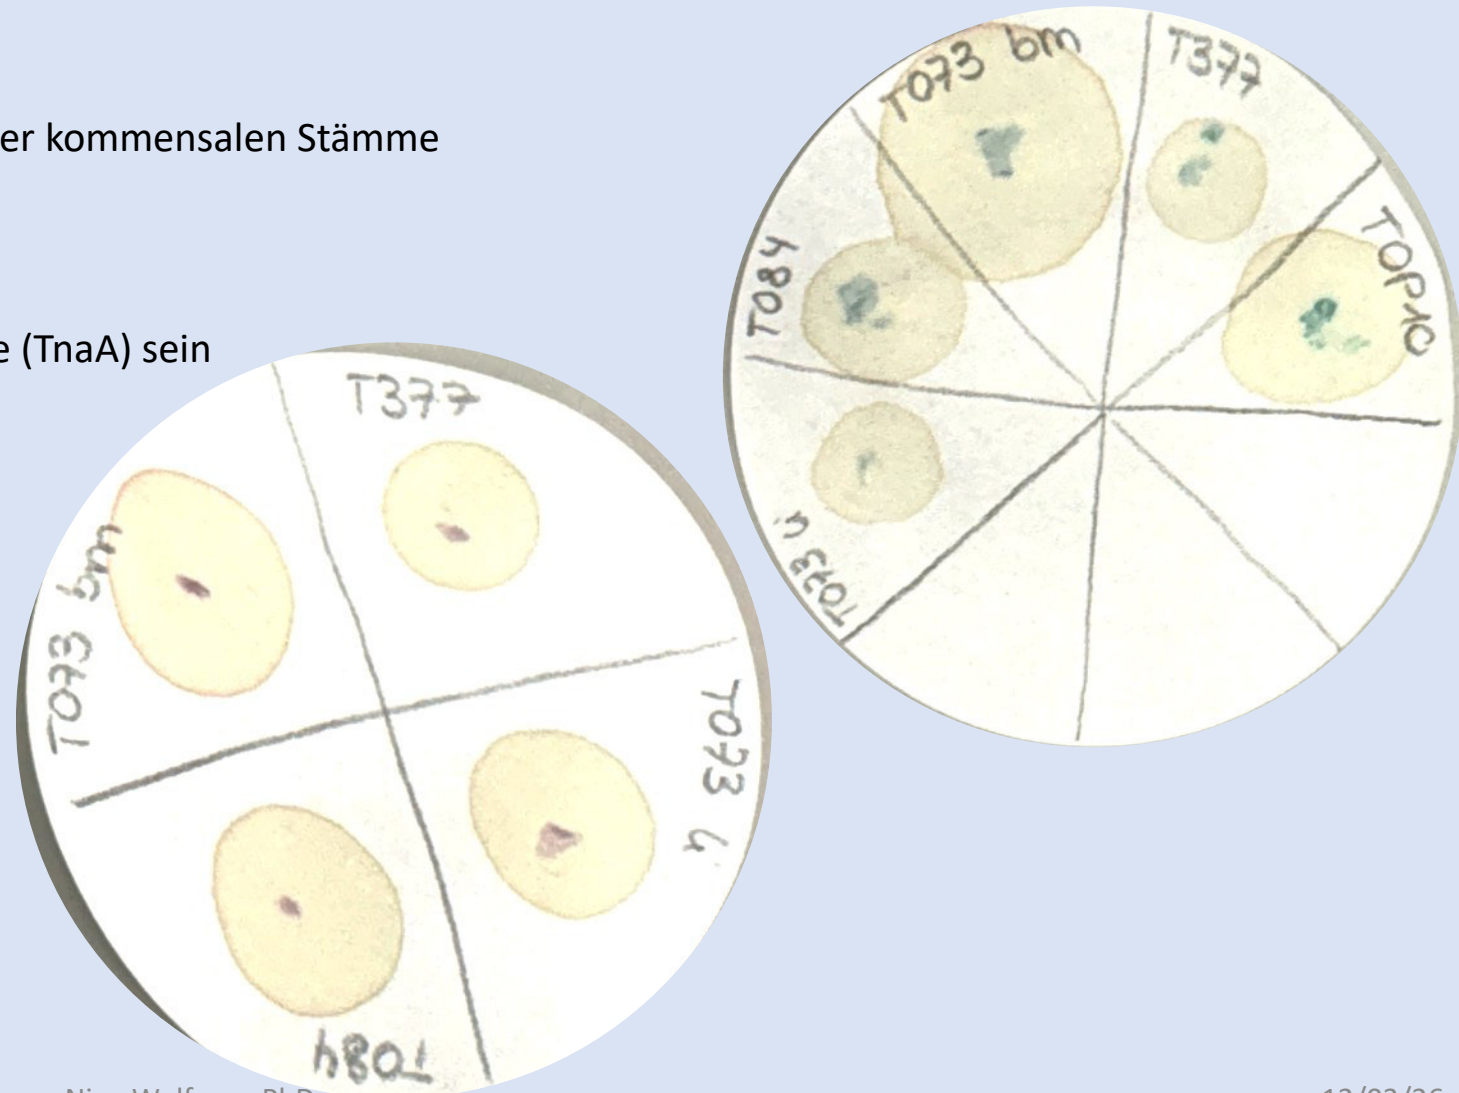 er kommensalen Stämme
e (TnaA) sein
T073 bm
T377
T084
TOP10
T073 ü
T377
T073 bm
T073 ü
T084